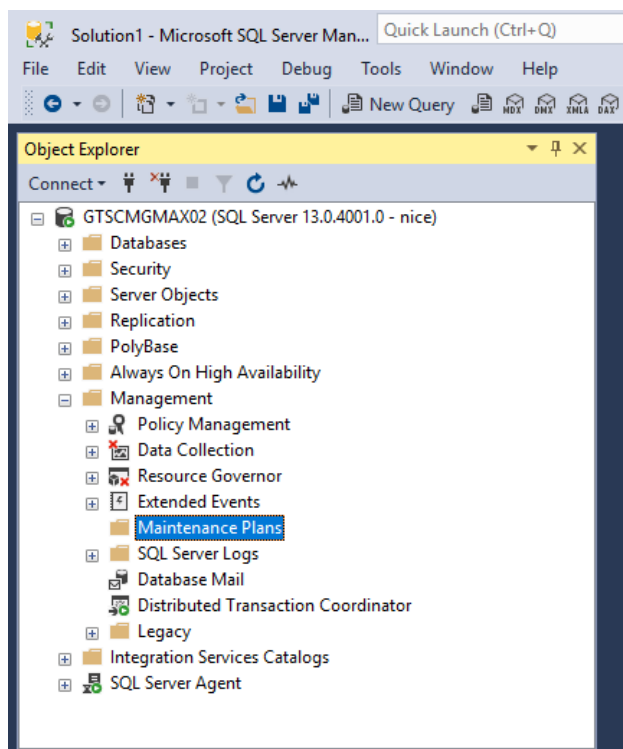 Solution1 - Microsoft SQL Server Man...
Quick Launch (Ctrl+Q)
File Edit View Project Debug Tools Window Help
New Query MDX DMX XMLA DAX
Object Explorer
Connect
GTSCMGMAX02 (SQL Server 13.0.4001.0 - nice)
Databases
Security
Server Objects
Replication
PolyBase
Always On High Availability
Management
Policy Management
Data Collection
Resource Governor
Extended Events
Maintenance Plans
SQL Server Logs
Database Mail
Distributed Transaction Coordinator
Legacy
Integration Services Catalogs
SQL Server Agent